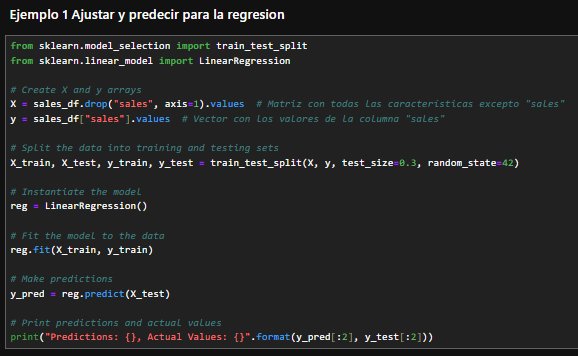 Ejemplo 1 Ajustar y predecir para la regresion
from sklearn.model_selection import train_test_split
from sklearn.linear_model import LinearRegression
# Create X and y arrays
X = sales_df.drop("sales", axis=1).values  # Matriz con todas las características excepto "sales"
y = sales_df["sales"].values  # Vector con los valores de la columna "sales"
# Split the data into training and testing sets
X_train, X_test, y_train, y_test = train_test_split(X, y, test_size=0.3, random_state=42)
# Instantiate the model
reg = LinearRegression()
# Fit the model to the data
reg.fit(X_train, y_train)
# Make predictions
y_pred = reg.predict(X_test)
# Print predictions and actual values
print("Predictions: {}, Actual Values: {}".format(y_pred[:2], y_test[:2]))